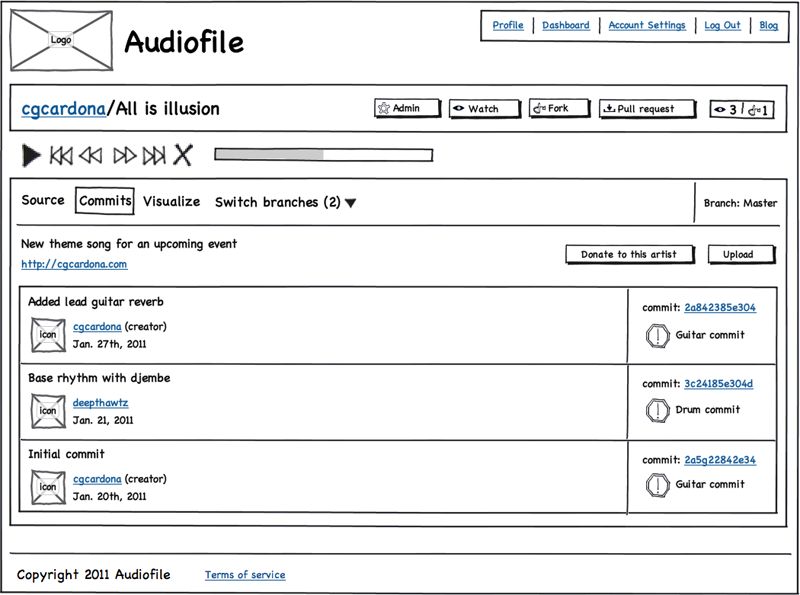 Logo
Audiofile
Profile | Dashboard | Account Settings | Log Out | Blog
cgcardona/All is illusion
Admin
Watch
Fork
Pull request
3 / 1
Source Commits Visualize Switch branches (2)
Branch: Master
New theme song for an upcoming event
http://cgcardona.com
Donate to this artist
Upload
Added lead guitar reverb
icon
cgcardona (creator)
Jan. 27th, 2011
commit: 2a842385e304
Guitar commit
Base rhythm with djembe
icon
deepthawtz
Jan. 21, 2011
commit: 3c24185e304d
Drum commit
Initial commit
icon
cgcardona (creator)
Jan. 20th, 2011
commit: 2a5g22842e34
Guitar commit
Copyright 2011 Audiofile
Terms of service